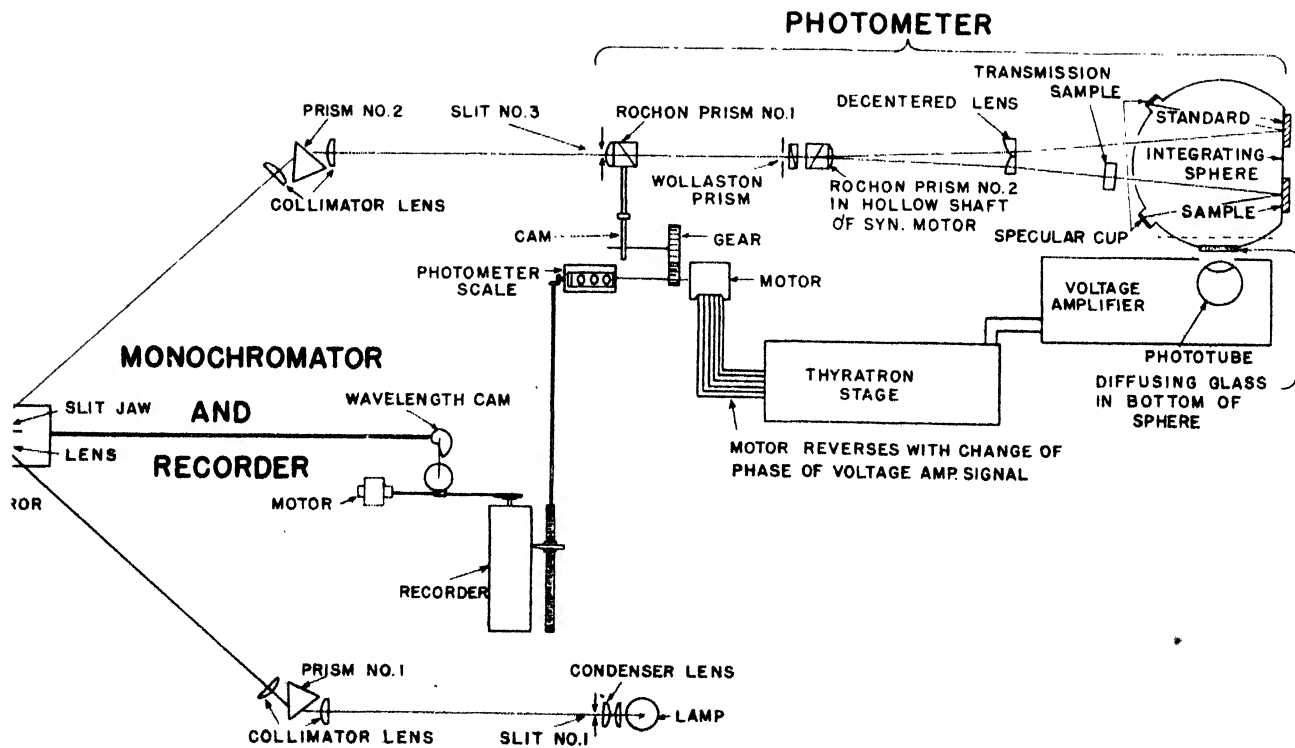 PHOTOMETER
TRANSMISSION
SAMPLE
DECENTERED LENS
STANDARD
INTEGRATING
SPHERE
SAMPLE
SPECULAR CUP
PRISM NO.2
SLIT NO.3
ROCHON PRISM NO.1
COLLIMATOR LENS
WOLLASTON
PRISM
ROCHON PRISM NO.2
IN HOLLOW SHAFT
OF SYN. MOTOR
CAM
GEAR
PHOTOMETER
SCALE
MOTOR
VOLTAGE
AMPLIFIER
PHOTOTUBE
DIFFUSING GLASS
IN BOTTOM OF
SPHERE
THYRATRON
STAGE
MOTOR REVERSES WITH CHANGE OF
PHASE OF VOLTAGE AMP. SIGNAL
MONOCHROMATOR
AND
RECORDER
SLIT JAW
LENS
ROR
WAVELENGTH CAM
MOTOR
RECORDER
PRISM NO.1
COLLIMATOR LENS
CONDENSER LENS
SLIT NO.1
LAMP